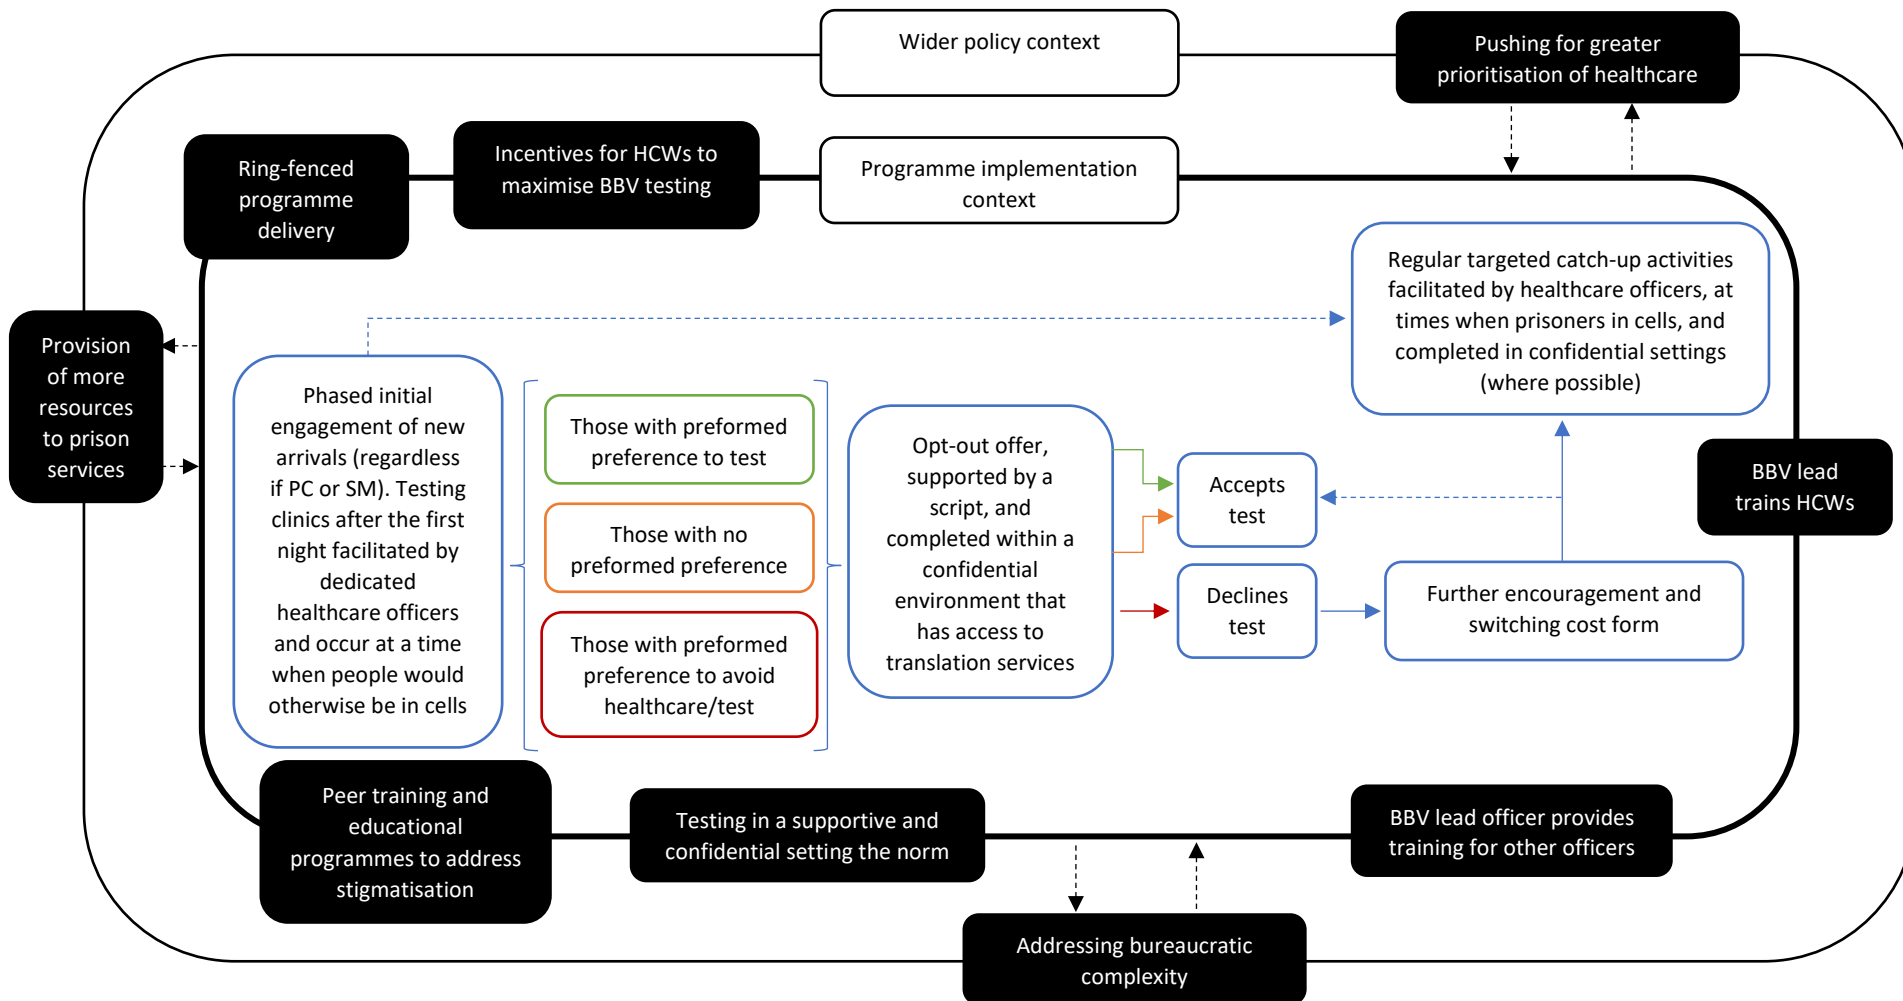 Wider policy context
Pushing for greater
prioritisation of healthcare
Ring-fenced
programme
delivery
Incentives for HCWs to
maximise BBV testing
Programme implementation
context
Regular targeted catch-up activities
facilitated by healthcare officers, at
times when prisoners in cells, and
completed in confidential settings
(where possible)
Provision
of more
resources
to prison
services
Phased initial
engagement of new
arrivals (regardless
if PC or SM). Testing
clinics after the first
night facilitated by
dedicated
healthcare officers
and occur at a time
when people would
otherwise be in cells
Those with preformed
preference to test
Those with no
preformed preference
Those with preformed
preference to avoid
healthcare/test
Opt-out offer,
supported by a
script, and
completed within a
confidential
environment that
has access to
translation services
Accepts
test
Declines
test
Further encouragement and
switching cost form
BBV lead
trains HCWs
Peer training and
educational
programmes to address
stigmatisation
Testing in a supportive and
confidential setting the norm
BBV lead officer provides
training for other officers
Addressing bureaucratic
complexity